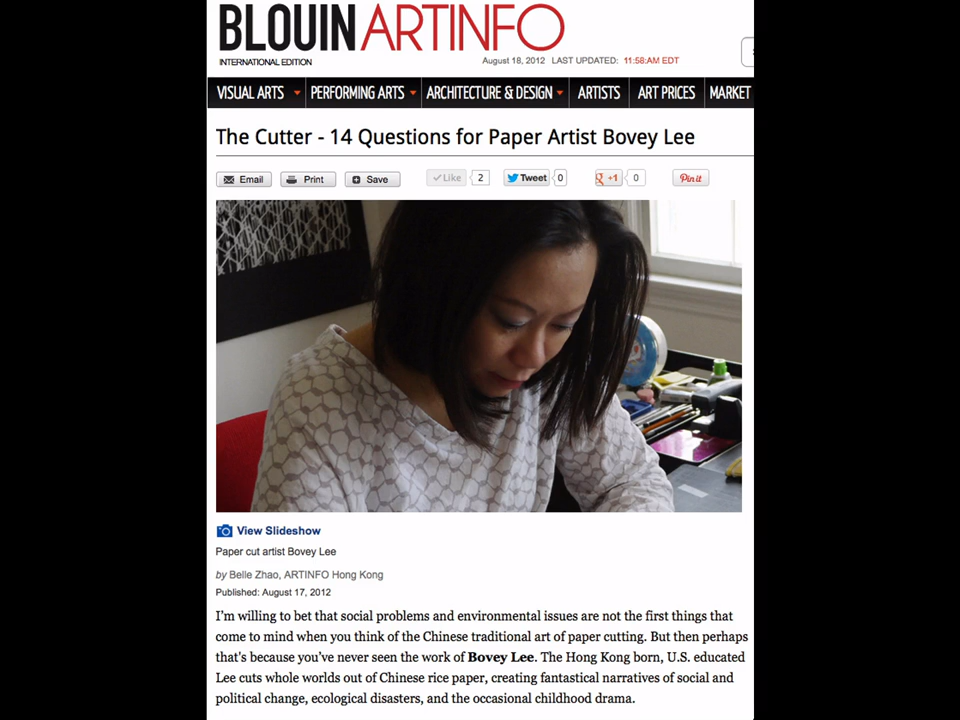 BLOUIN ARTINFO
INTERNATIONAL EDITION
August 18, 2012 LAST UPDATED: 11:58:AM EDT
VISUAL ARTS PERFORMING ARTS ARCHITECTURE & DESIGN ARTISTS ART PRICES MARKET
The Cutter - 14 Questions for Paper Artist Bovey Lee
Email Print Save Like 2 Tweet 0 +1 0 Pin it
View Slideshow
Paper cut artist Bovey Lee
by Belle Zhao, ARTINFO Hong Kong
Published: August 17, 2012
I'm willing to bet that social problems and environmental issues are not the first things that
come to mind when you think of the Chinese traditional art of paper cutting. But then perhaps
that's because you've never seen the work of Bovey Lee. The Hong Kong born, U.S. educated
Lee cuts whole worlds out of Chinese rice paper, creating fantastical narratives of social and
political change, ecological disasters, and the occasional childhood drama.